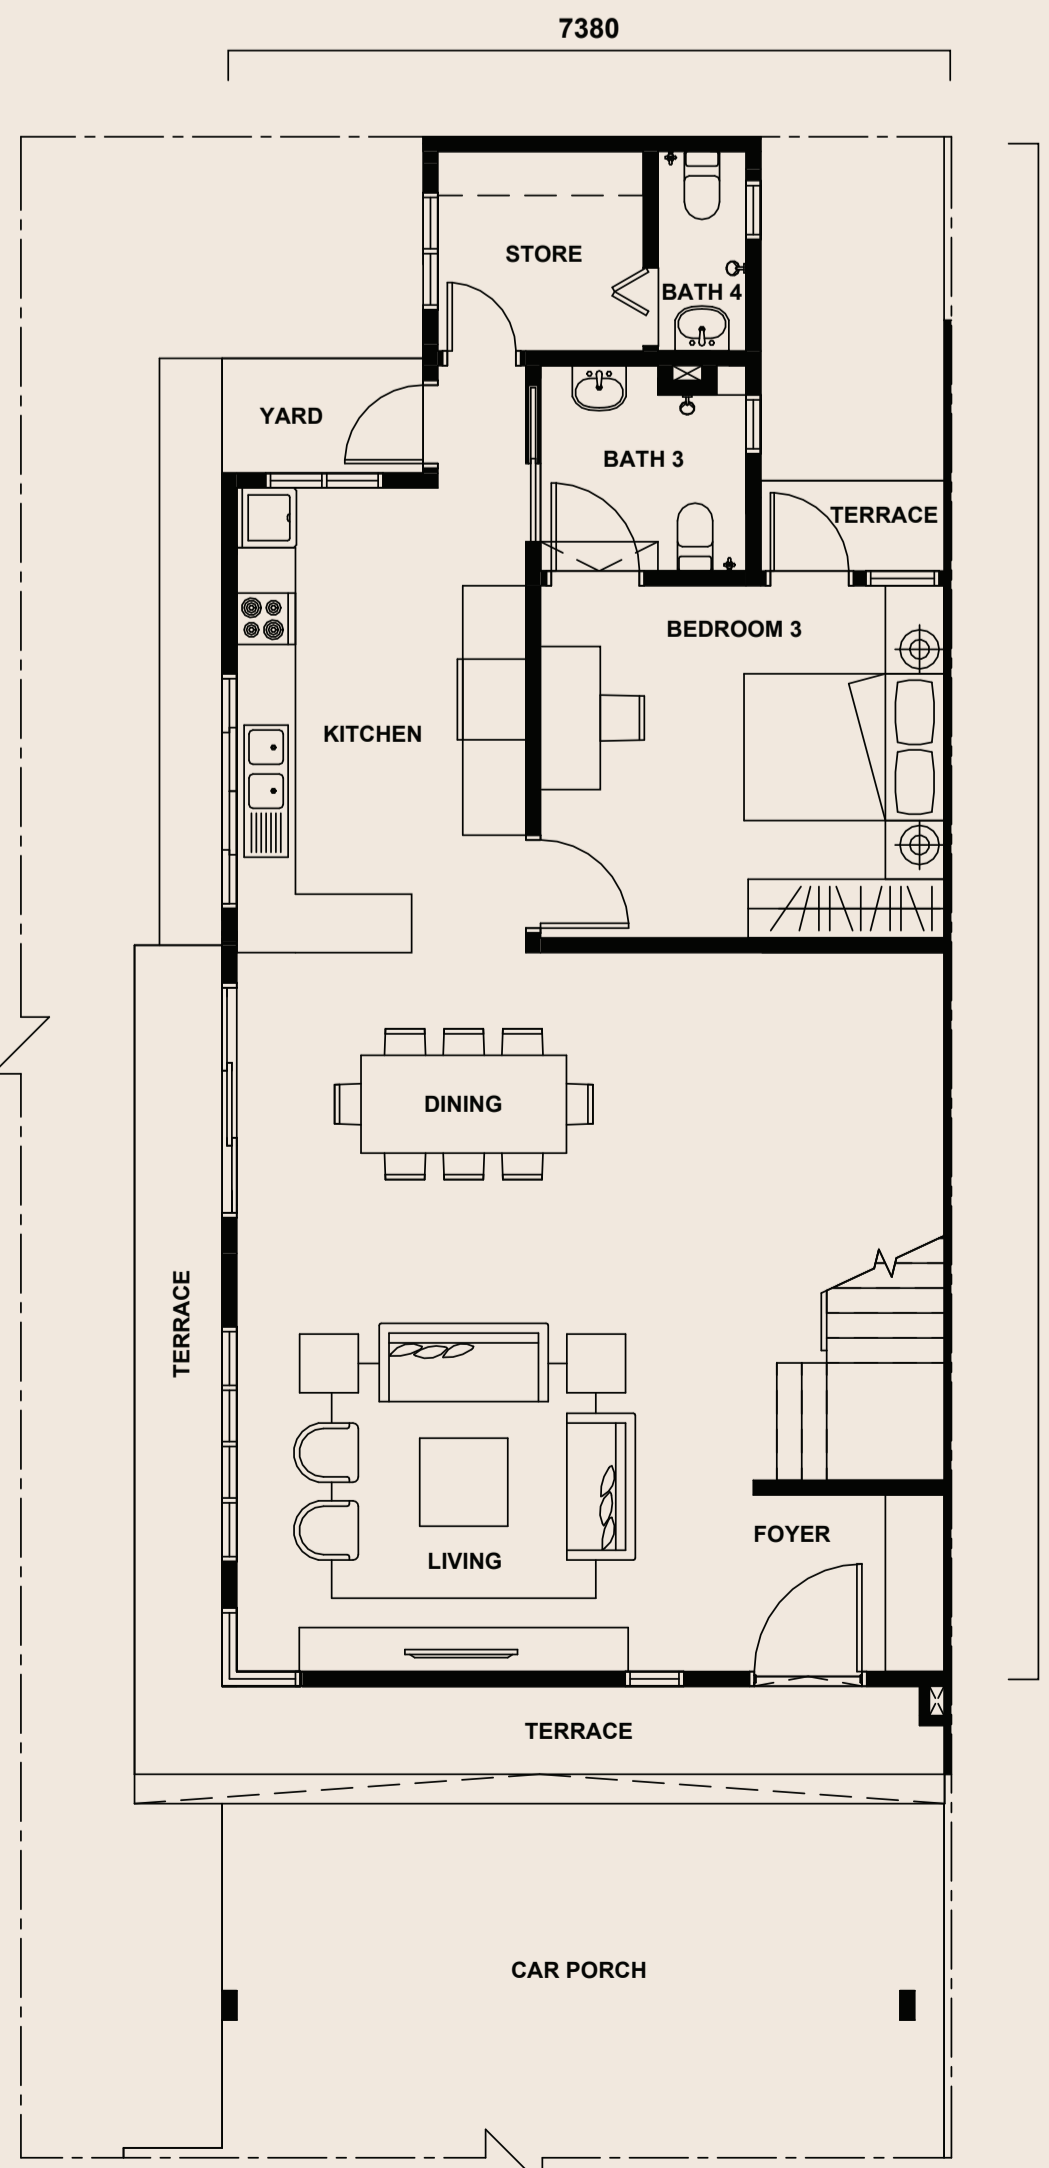 7380
STORE
BATH 4
YARD
BATH 3
TERRACE
BEDROOM 3
KITCHEN
DINING
TERRACE
FOYER
LIVING
TERRACE
CAR PORCH